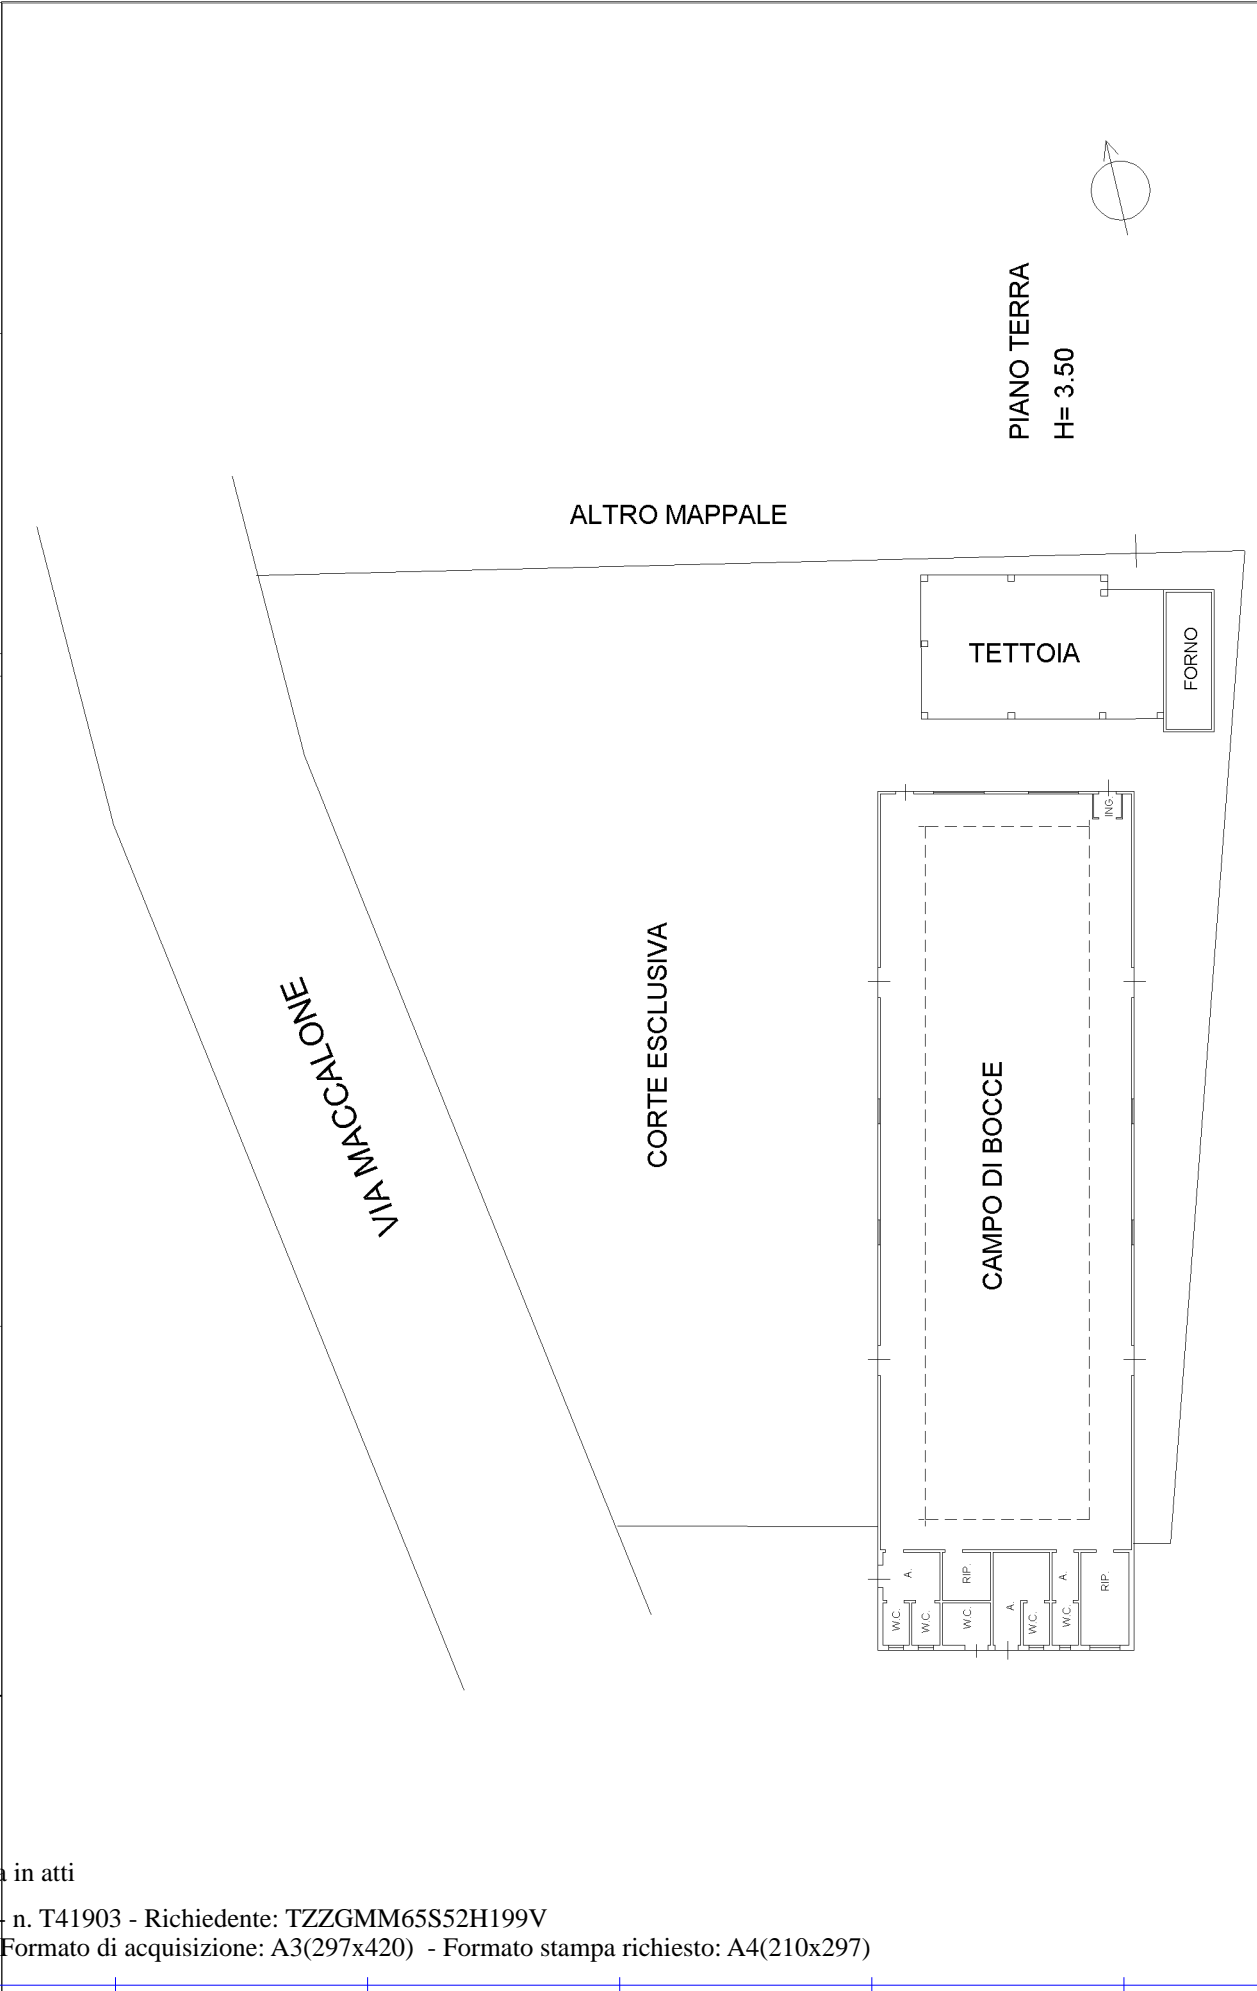 PIANO TERRA
H= 3.50
ALTRO MAPPALE
TETTOIA
FORNO
ING.
VIA MACCALONE
CORTE ESCLUSIVA
CAMPO DI BOCCE
A.
RIP.
A.
A.
RIP.
W.C.
W.C.
W.C.
W.C.
W.C.
a in atti
- n. T41903 - Richiedente: TZZGMM65S52H199V
Formato di acquisizione: A3(297x420) - Formato stampa richiesto: A4(210x297)